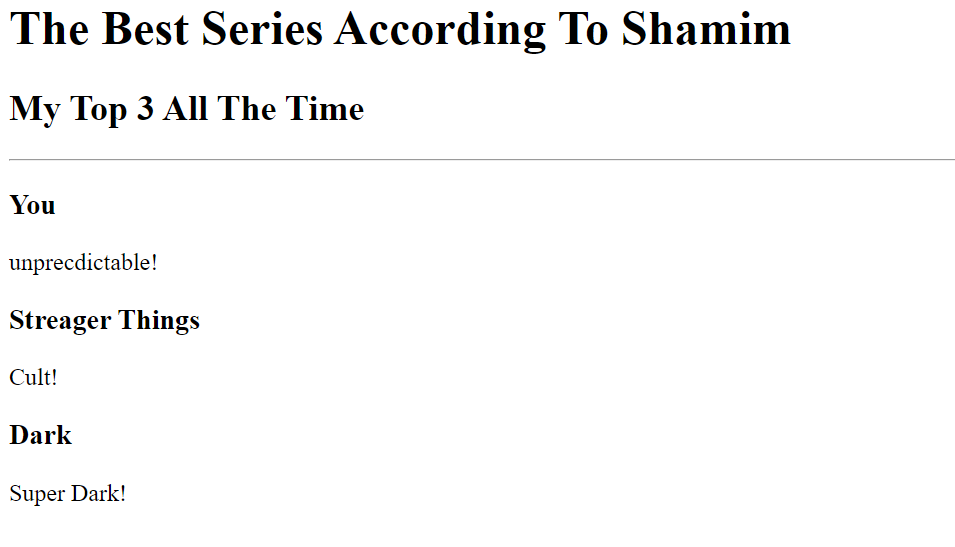 The Best Series According To Shamim
My Top 3 All The Time
You
unprecdictable!
Streager Things
Cult!
Dark
Super Dark!